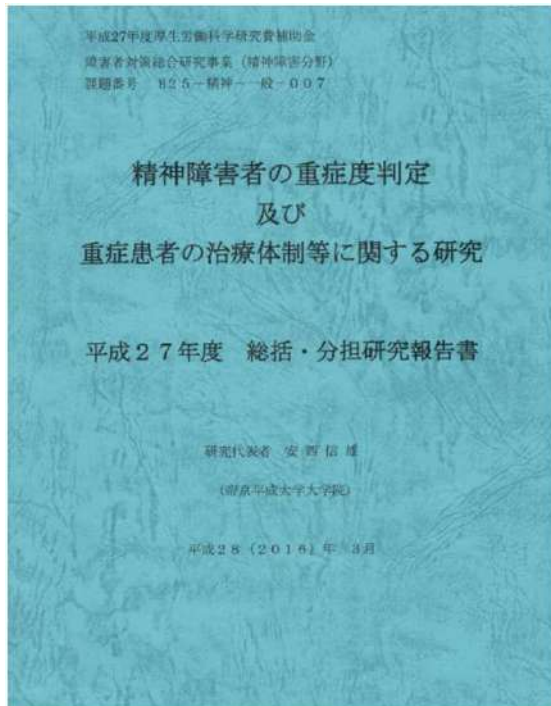 平成27年度厚生労働科学研究費補助金
障害者対策総合研究事業（精神障害分野）
課題番号　H25－精神－一般－007
精神障害者の重症度判定
及び
重症患者の治療体制等に関する研究
平成２７年度　総括・分担研究報告書
研究代表者　安西信雄
（帝京平成大学大学院）
平成２８（２０１６）年　３月